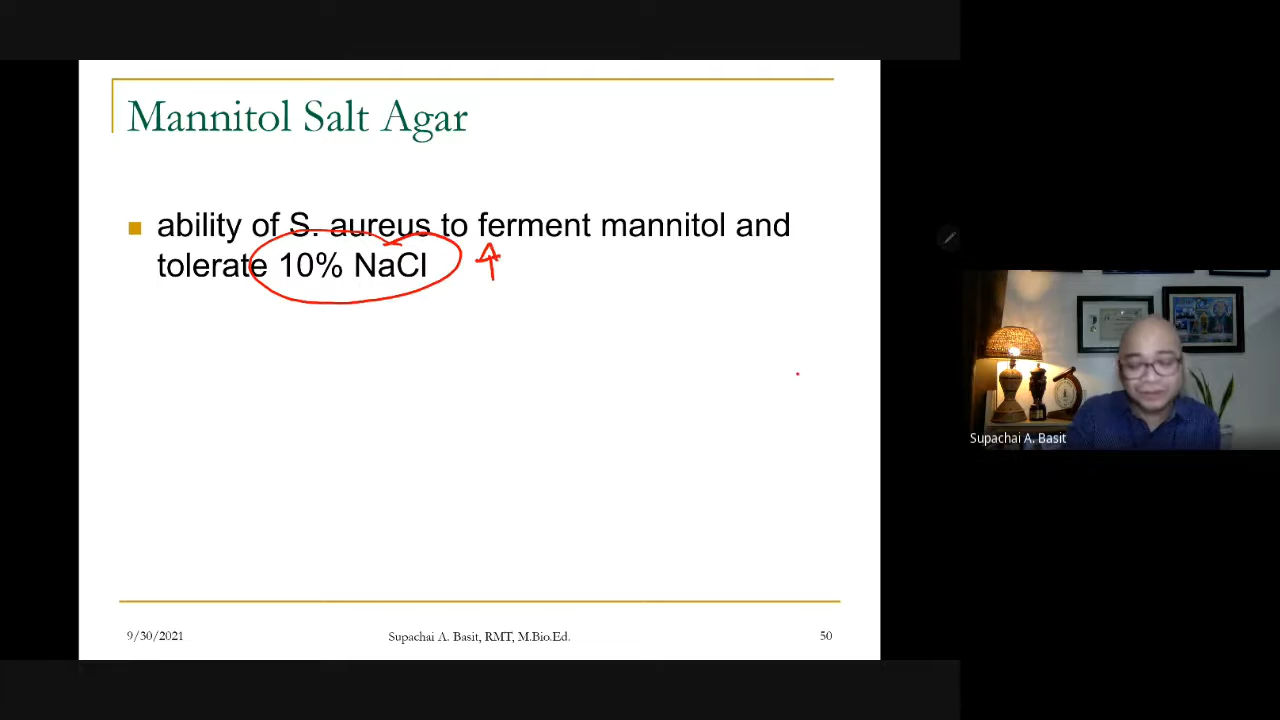 Mannitol Salt Agar
ability of S. aureus to ferment mannitol and
tolerate 10% NaCl
9/30/2021
Supachai A. Basit, RMT, M.Bio.Ed.
50
Supachai A. Basit